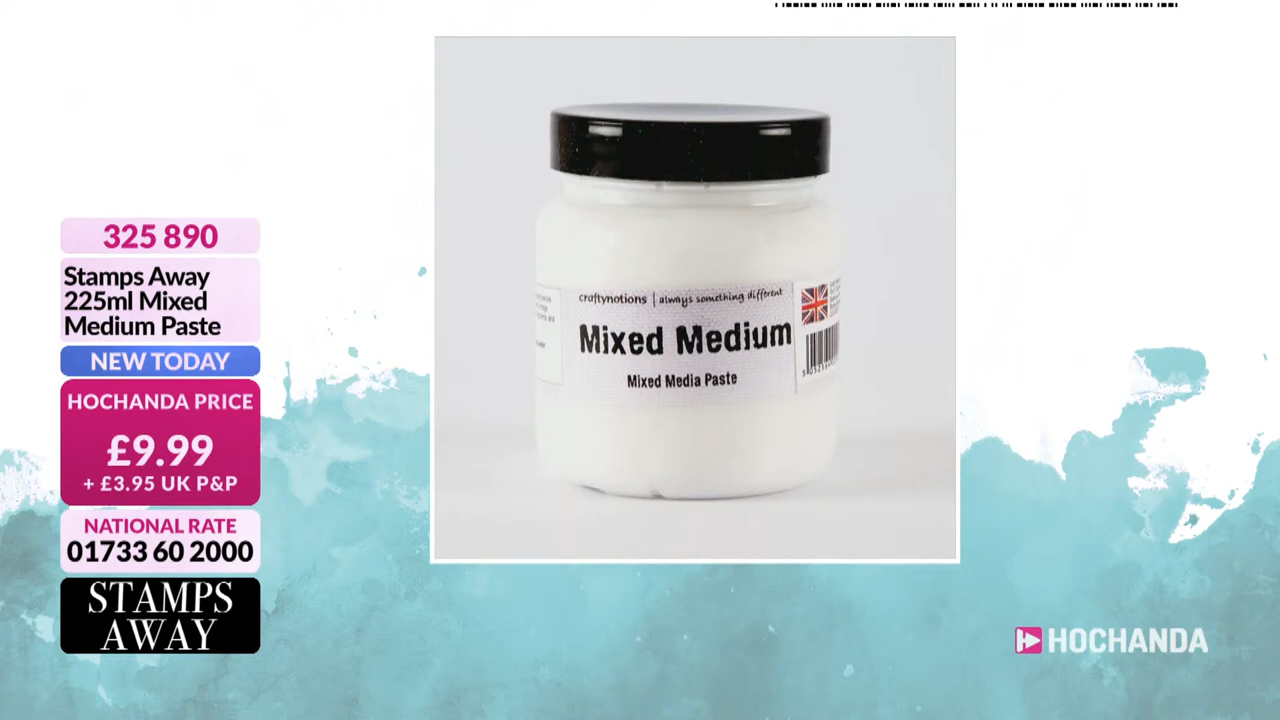 325 890
Stamps Away
225ml Mixed
Medium Paste
NEW TODAY
HOCHANDA PRICE
£9.99
+ £3.95 UK P&P
NATIONAL RATE
01733 60 2000
STAMPS
AWAY
craftynotions | always something different
Mixed Medium
Mixed Media Paste
HOCHANDA